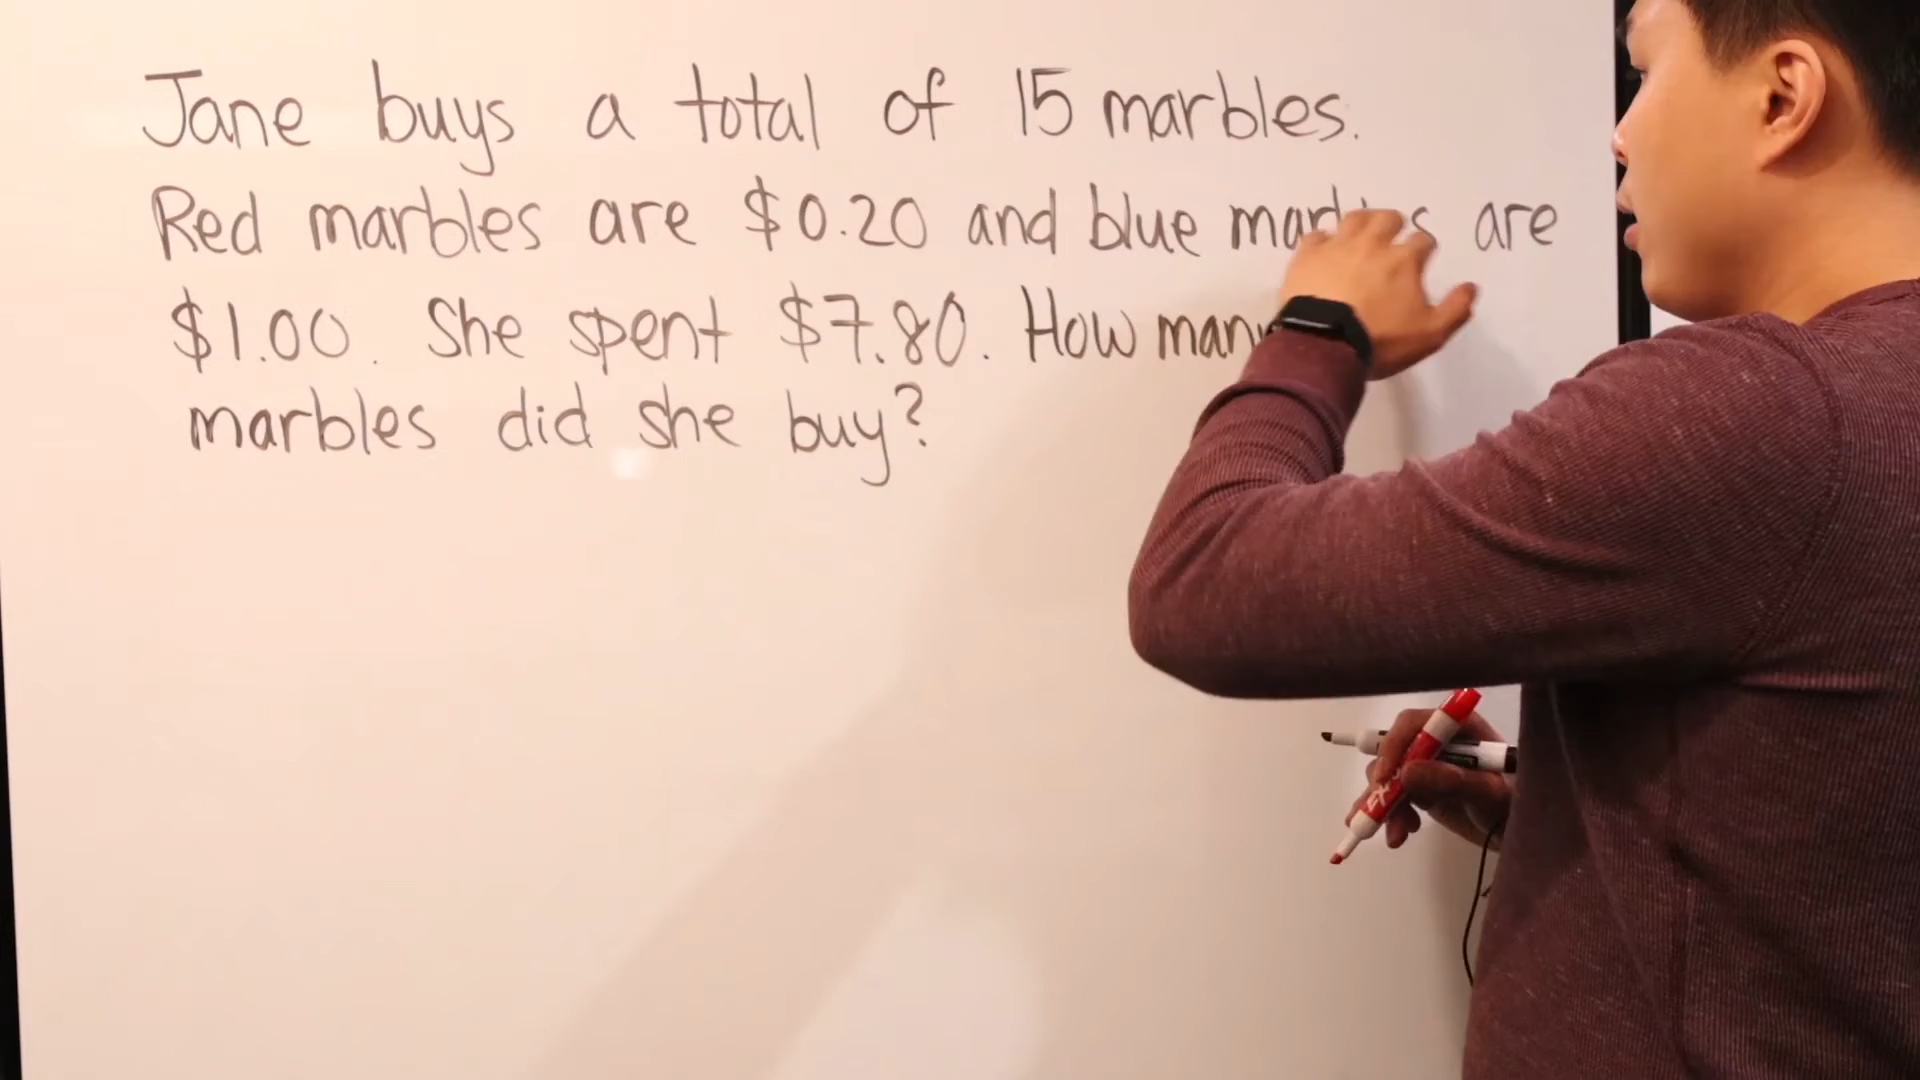 Jane buys a total of 15 marbles.
Red marbles are $0.20 and blue are
$1.00. She spent $7.80. How many
marbles did she buy?